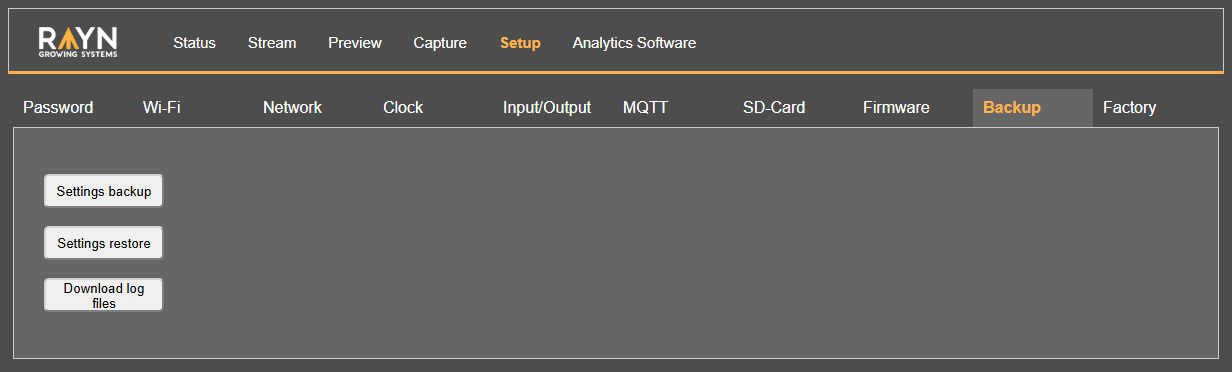 RAYN
GROWING SYSTEMS
Status Stream Preview Capture Setup Analytics Software
Password Wi-Fi Network Clock Input/Output MQTT SD-Card Firmware Backup Factory
Settings backup
Settings restore
Download log
files